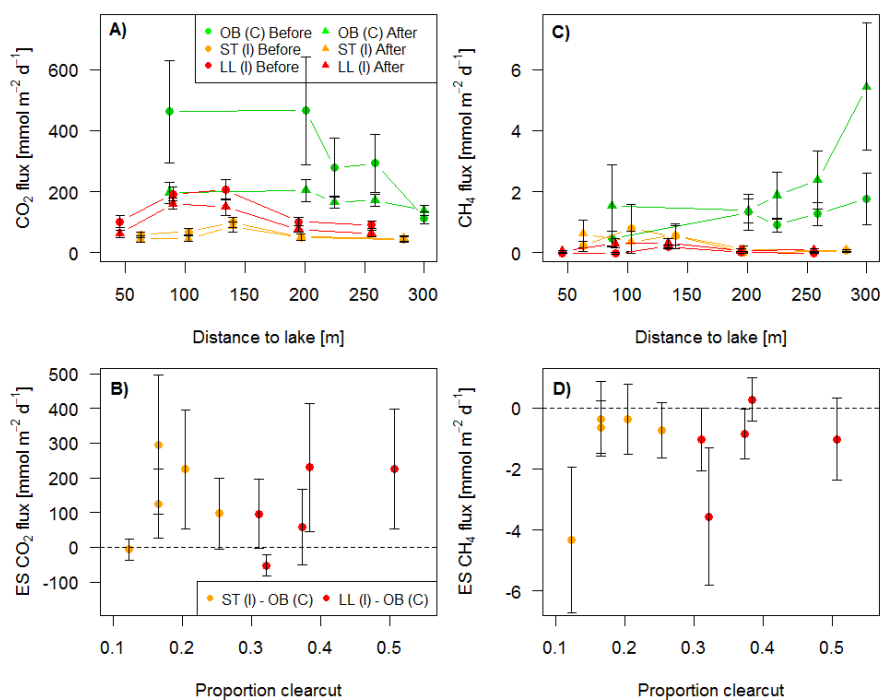 A)
OB (C) Before OB (C) After
ST (I) Before ST (I) After
LL (I) Before LL (I) After
CO₂ flux [mmol m⁻² d⁻¹]
0 200 400 600
50 100 150 200 250 300
Distance to lake [m]
C)
CH₄ flux [mmol m⁻² d⁻¹]
0 2 4 6
50 100 150 200 250 300
Distance to lake [m]
B)
ES CO₂ flux [mmol m⁻² d⁻¹]
-100 0 100 200 300 400 500
ST (I) - OB (C) LL (I) - OB (C)
0.1 0.2 0.3 0.4 0.5
Proportion clearcut
D)
ES CH₄ flux [mmol m⁻² d⁻¹]
-6 -4 -2 0
0.1 0.2 0.3 0.4 0.5
Proportion clearcut